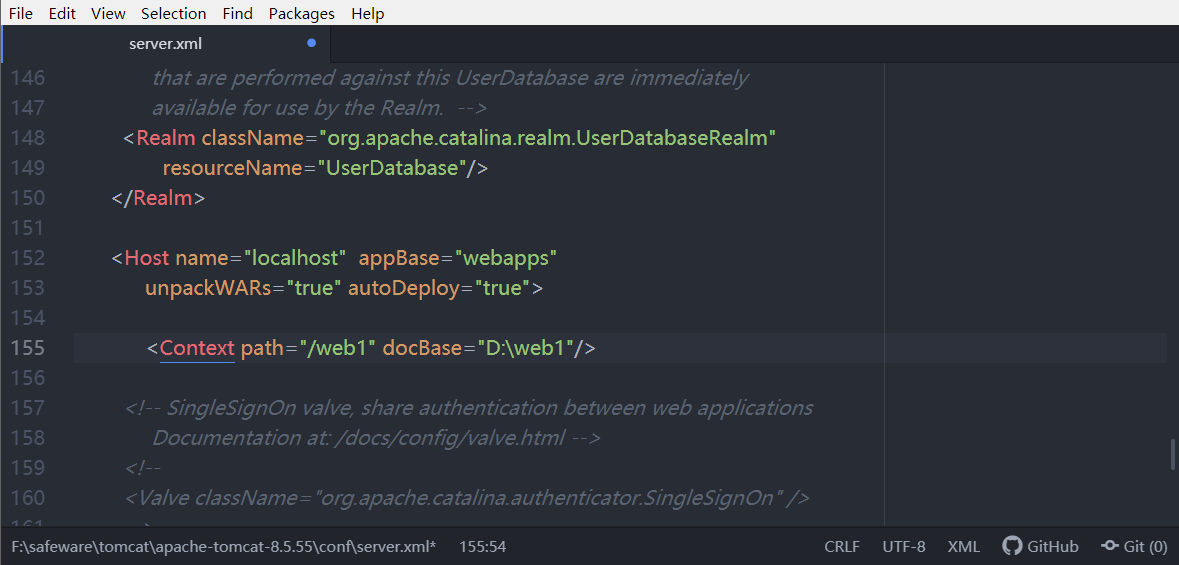 File Edit View Selection Find Packages Help
server.xml
146 that are performed against this UserDatabase are immediately
147 available for use by the Realm. -->
148 <Realm className="org.apache.catalina.realm.UserDatabaseRealm"
149 resourceName="UserDatabase"/>
150 </Realm>
151
152 <Host name="localhost" appBase="webapps"
153 unpackWARs="true" autoDeploy="true">
154
155 <Context path="/web1" docBase="D:\web1"/>
156
157 <!-- SingleSignOn valve, share authentication between web applications
158 Documentation at: /docs/config/valve.html -->
159 <!--
160 <Valve className="org.apache.catalina.authenticator.SingleSignOn" />
161
F:\safeware\tomcat\apache-tomcat-8.5.55\conf\server.xml* 155:54 CRLF UTF-8 XML GitHub Git (0)